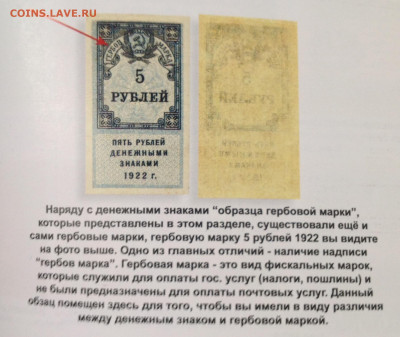 COINS.LAVE.RU
ГЕРБОВ. МАРКА
5
РУБЛЕЙ
ПЯТЬ РУБЛЕЙ
ДЕНЕЖНЫМИ
ЗНАКАМИ
1922 г.
Наряду с денежными знаками "образца гербовой марки",
которые представлены в этом разделе, существовали ещё и
сами гербовые марки, гербовую марку 5 рублей 1922 вы видите
на фото выше. Одно из главных отличий - наличие надписи
"гербов марка". Гербовая марка - это вид фискальных марок,
которые служили для оплаты гос. услуг (налоги, пошлины) и
не были предназначены для оплаты почтовых услуг. Данный
обзац помещен здесь для того, чтобы вы имели в виду различия
между денежным знаком и гербовой маркой.